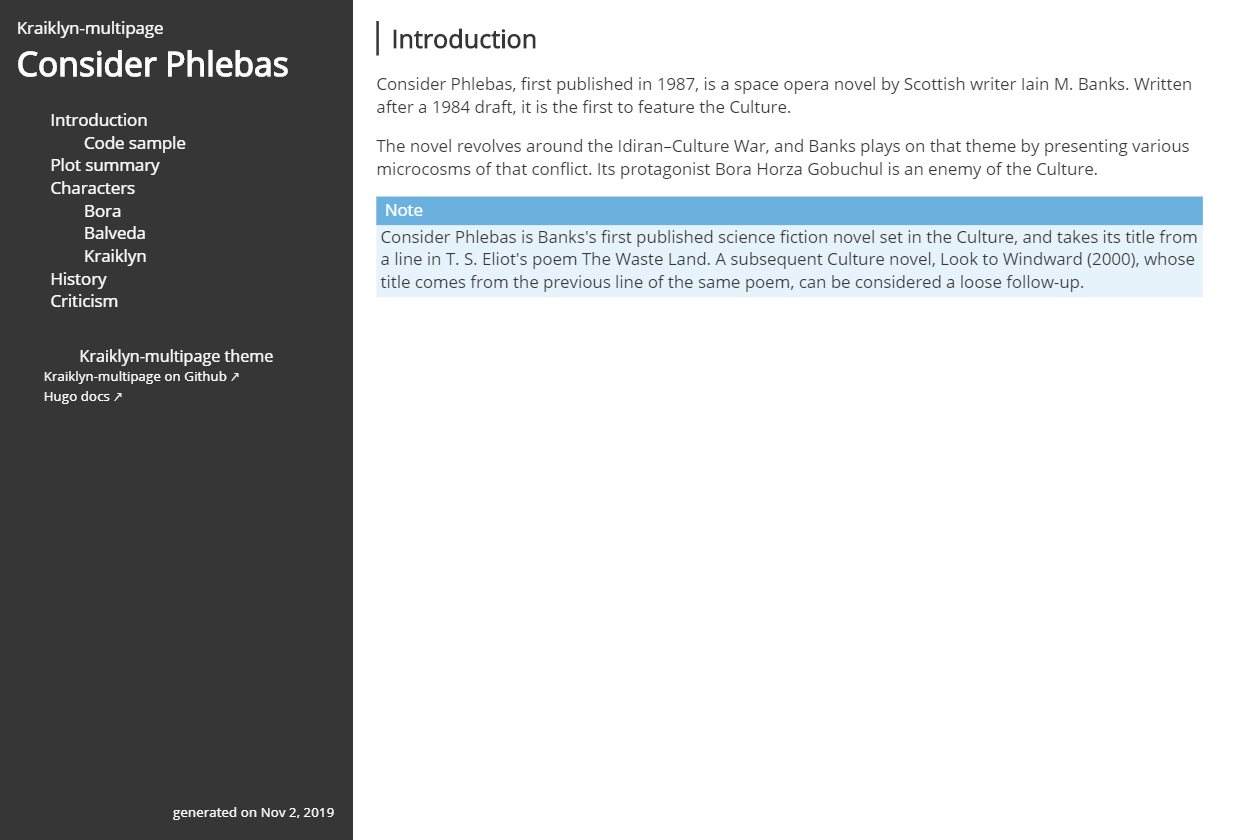 Kraiklyn-multipage
Consider Phlebas
Introduction
Code sample
Plot summary
Characters
Bora
Balveda
Kraiklyn
History
Criticism
Kraiklyn-multipage theme
Kraiklyn-multipage on Github ↗
Hugo docs ↗
generated on Nov 2, 2019
Introduction
Consider Phlebas, first published in 1987, is a space opera novel by Scottish writer Iain M. Banks. Written
after a 1984 draft, it is the first to feature the Culture.
The novel revolves around the Idiran–Culture War, and Banks plays on that theme by presenting various
microcosms of that conflict. Its protagonist Bora Horza Gobuchul is an enemy of the Culture.
Note
Consider Phlebas is Banks's first published science fiction novel set in the Culture, and takes its title from
a line in T. S. Eliot's poem The Waste Land. A subsequent Culture novel, Look to Windward (2000), whose
title comes from the previous line of the same poem, can be considered a loose follow-up.